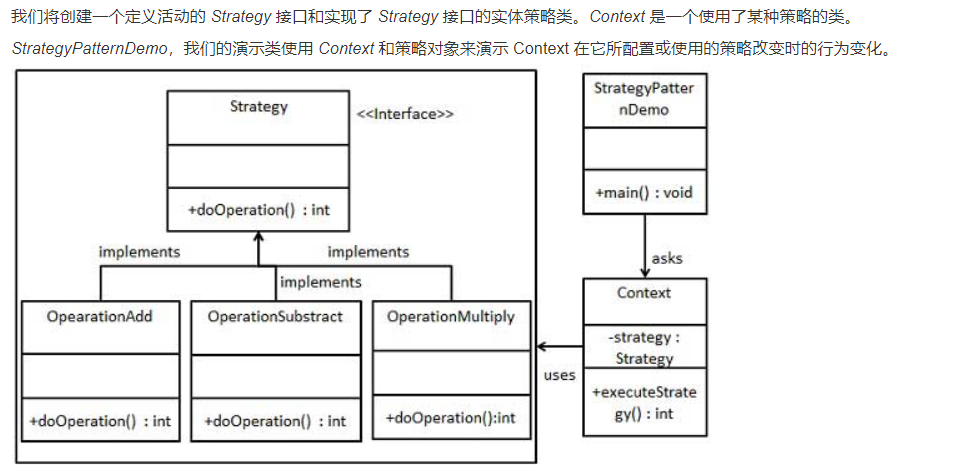 我们将创建一个定义活动的 Strategy 接口和实现了 Strategy 接口的实体策略类。Context 是一个使用了某种策略的类。
StrategyPatternDemo，我们的演示类使用 Context 和策略对象来演示 Context 在它所配置或使用的策略改变时的行为变化。
Strategy
<<Interface>>
+doOperation() : int
implements
implements
implements
OpearationAdd
+doOperation() : int
OperationSubstract
+doOperation() : int
OperationMultiply
+doOperation():int
StrategyPatter
nDemo
+main() : void
asks
Context
-strategy :
Strategy
+executeStrate
gy() : int
uses